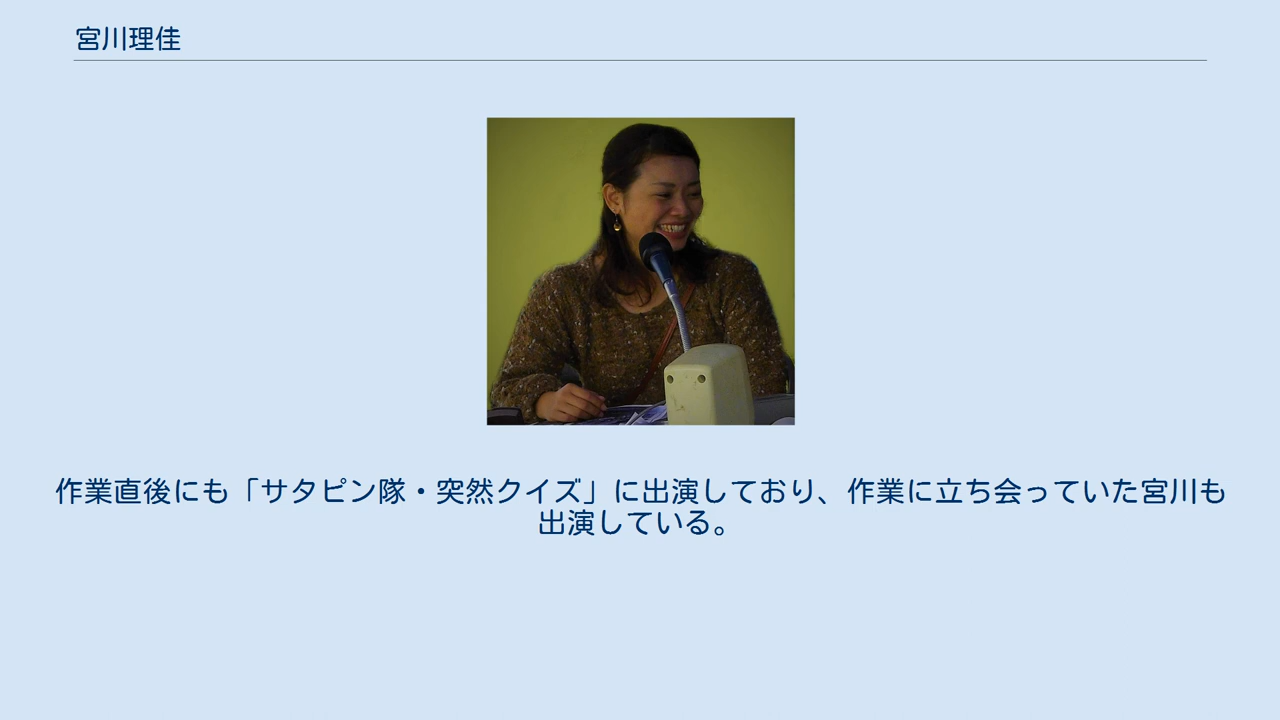 宮川理佳
作業直後にも「サタピン隊・突然クイズ」に出演しており、作業に立ち会っていた宮川も
出演している。